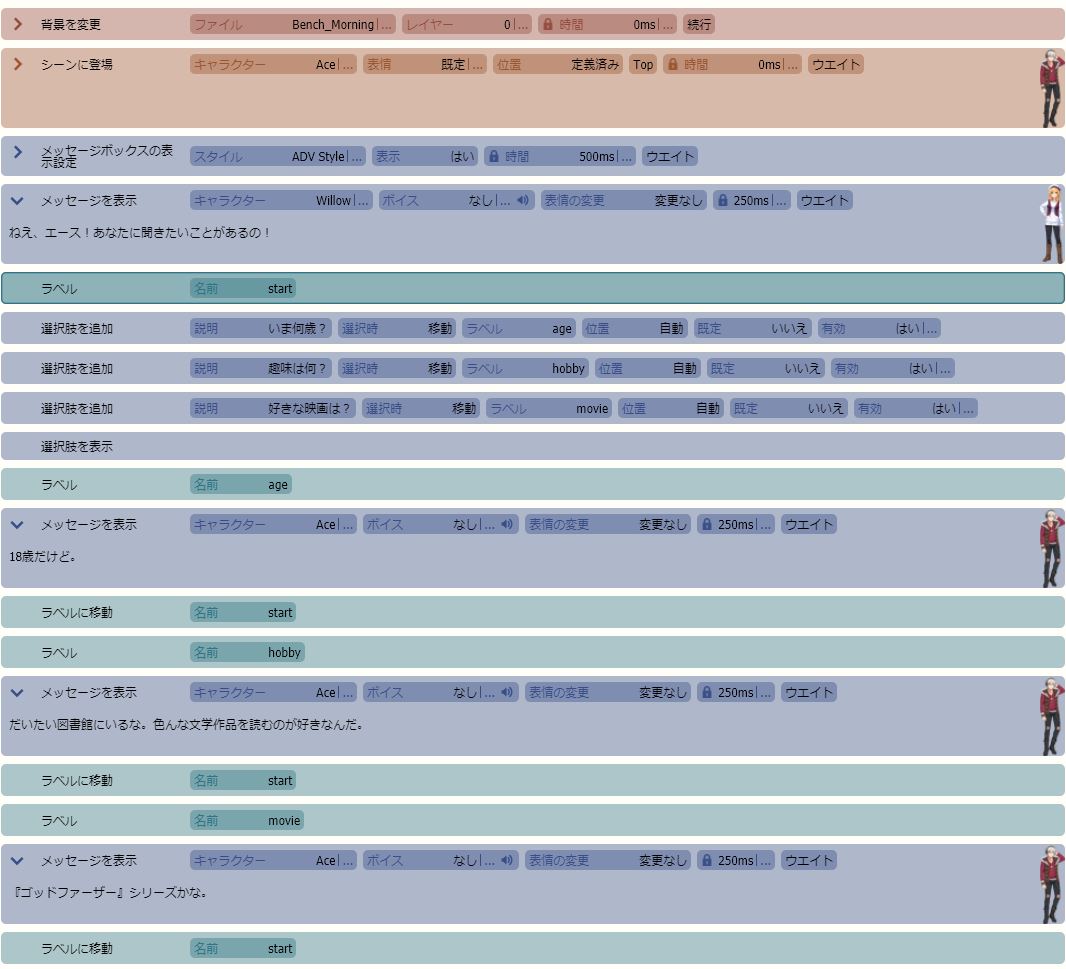 背景を変更 ファイル Bench_Morning|... レイヤー 0|... 時間 0ms|... 続行
シーンに登場 キャラクター Ace|... 表情 既定|... 位置 定義済み Top 時間 0ms|... ウエイト
メッセージボックスの表
示設定 スタイル ADV Style|... 表示 はい 時間 500ms|... ウエイト
メッセージを表示 キャラクター Willow|... ボイス なし|... 表情の変更 変更なし 250ms|... ウエイト
ねえ、エース！あなたに聞きたいことがあるの！
ラベル 名前 start
選択肢を追加 説明 いま何歳？ 選択時 移動 ラベル age 位置 自動 既定 いいえ 有効 はい|...
選択肢を追加 説明 趣味は何？ 選択時 移動 ラベル hobby 位置 自動 既定 いいえ 有効 はい|...
選択肢を追加 説明 好きな映画は？ 選択時 移動 ラベル movie 位置 自動 既定 いいえ 有効 はい|...
選択肢を表示
ラベル 名前 age
メッセージを表示 キャラクター Ace|... ボイス なし|... 表情の変更 変更なし 250ms|... ウエイト
18歳だけど。
ラベルに移動 名前 start
ラベル 名前 hobby
メッセージを表示 キャラクター Ace|... ボイス なし|... 表情の変更 変更なし 250ms|... ウエイト
だいたい図書館にいるな。色んな文学作品を読むのが好きなんだ。
ラベルに移動 名前 start
ラベル 名前 movie
メッセージを表示 キャラクター Ace|... ボイス なし|... 表情の変更 変更なし 250ms|... ウエイト
『ゴッドファーザー』シリーズかな。
ラベルに移動 名前 start